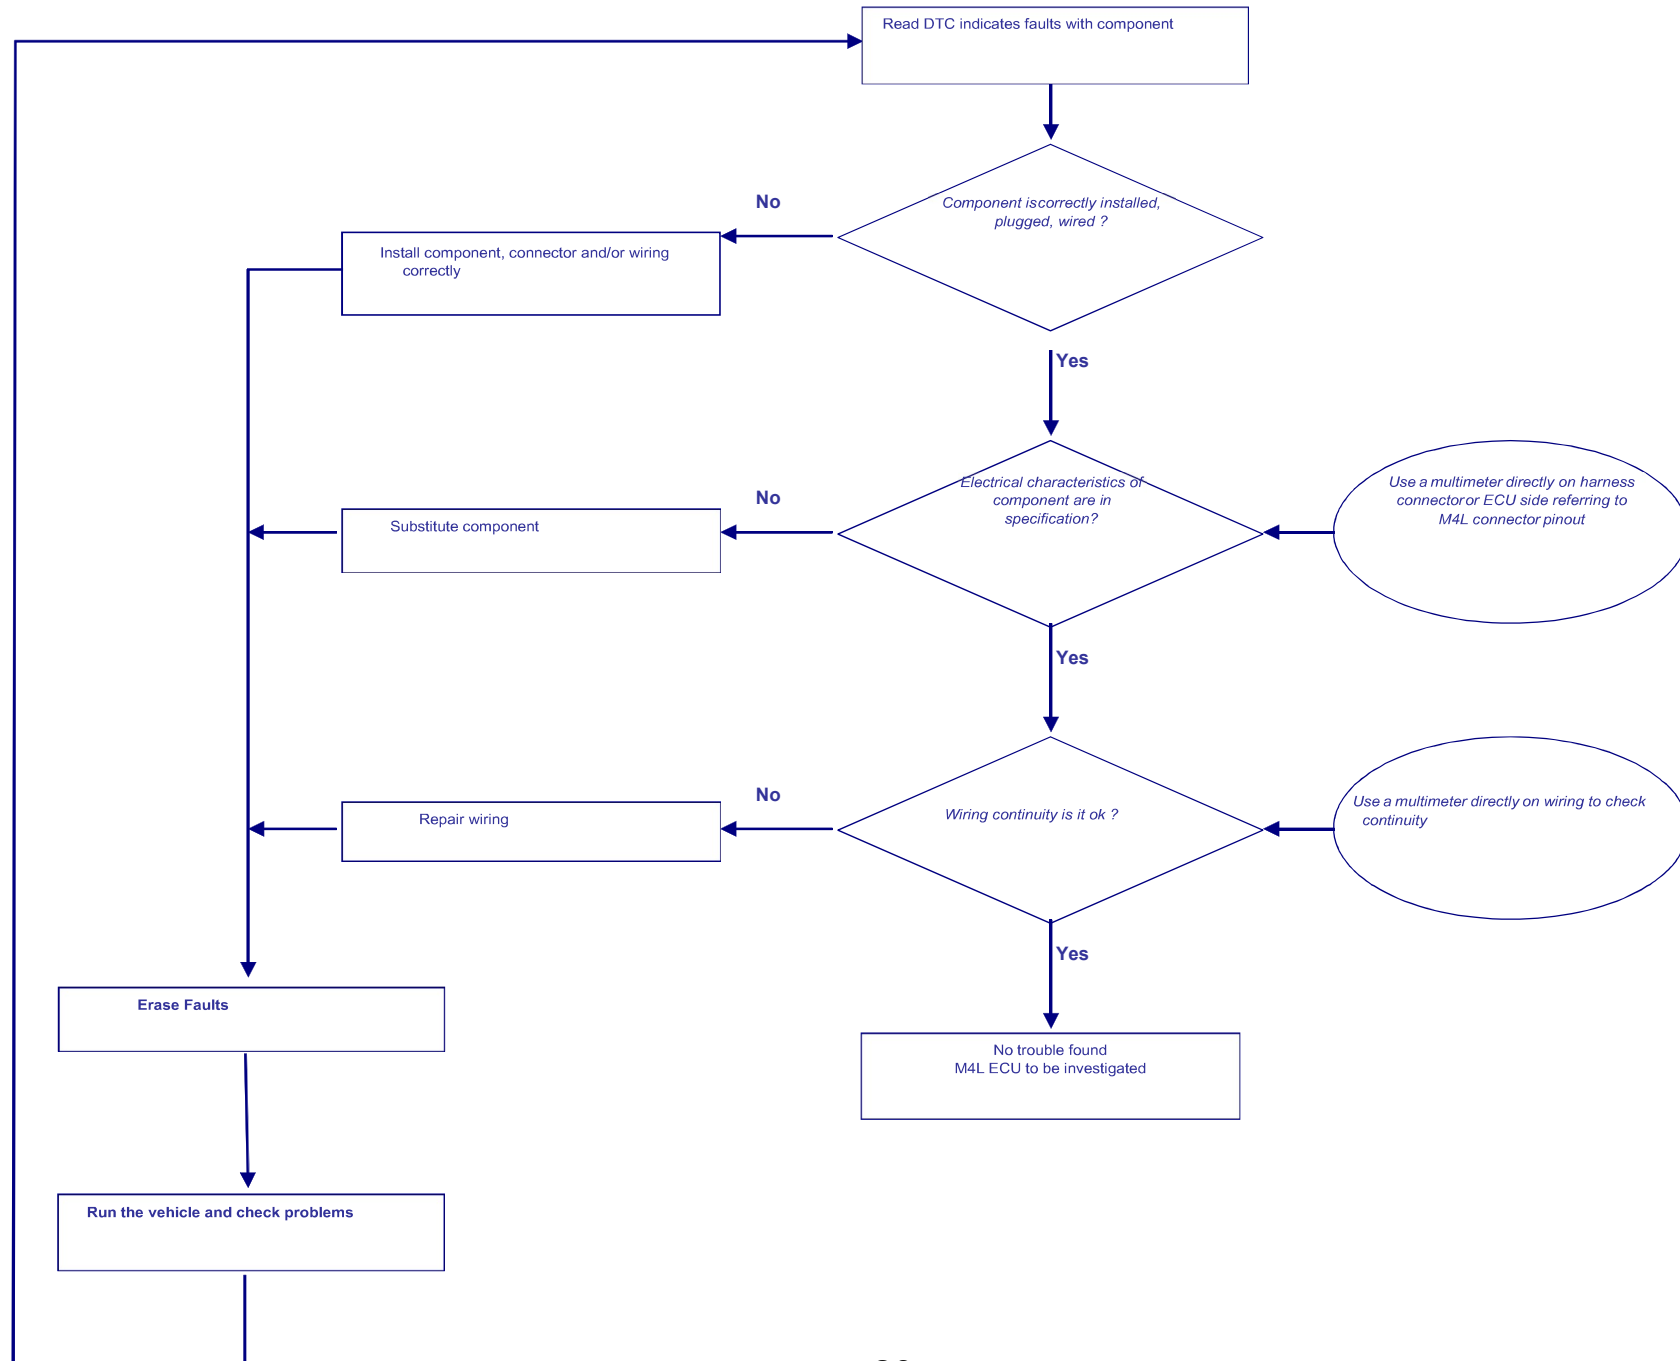 Read DTC indicates faults with component
No
Component iscorrectly installed,
plugged, wired ?
Install component, connector and/or wiring
correctly
Yes
No
Electrical characteristics of
component are in
specification?
Use a multimeter directly on harness
connectoror ECU side referring to
M4L connector pinout
Substitute component
Yes
No
Wiring continuity is it ok ?
Use a multimeter directly on wiring to check
continuity
Repair wiring
Yes
Erase Faults
No trouble found
M4L ECU to be investigated
Run the vehicle and check problems